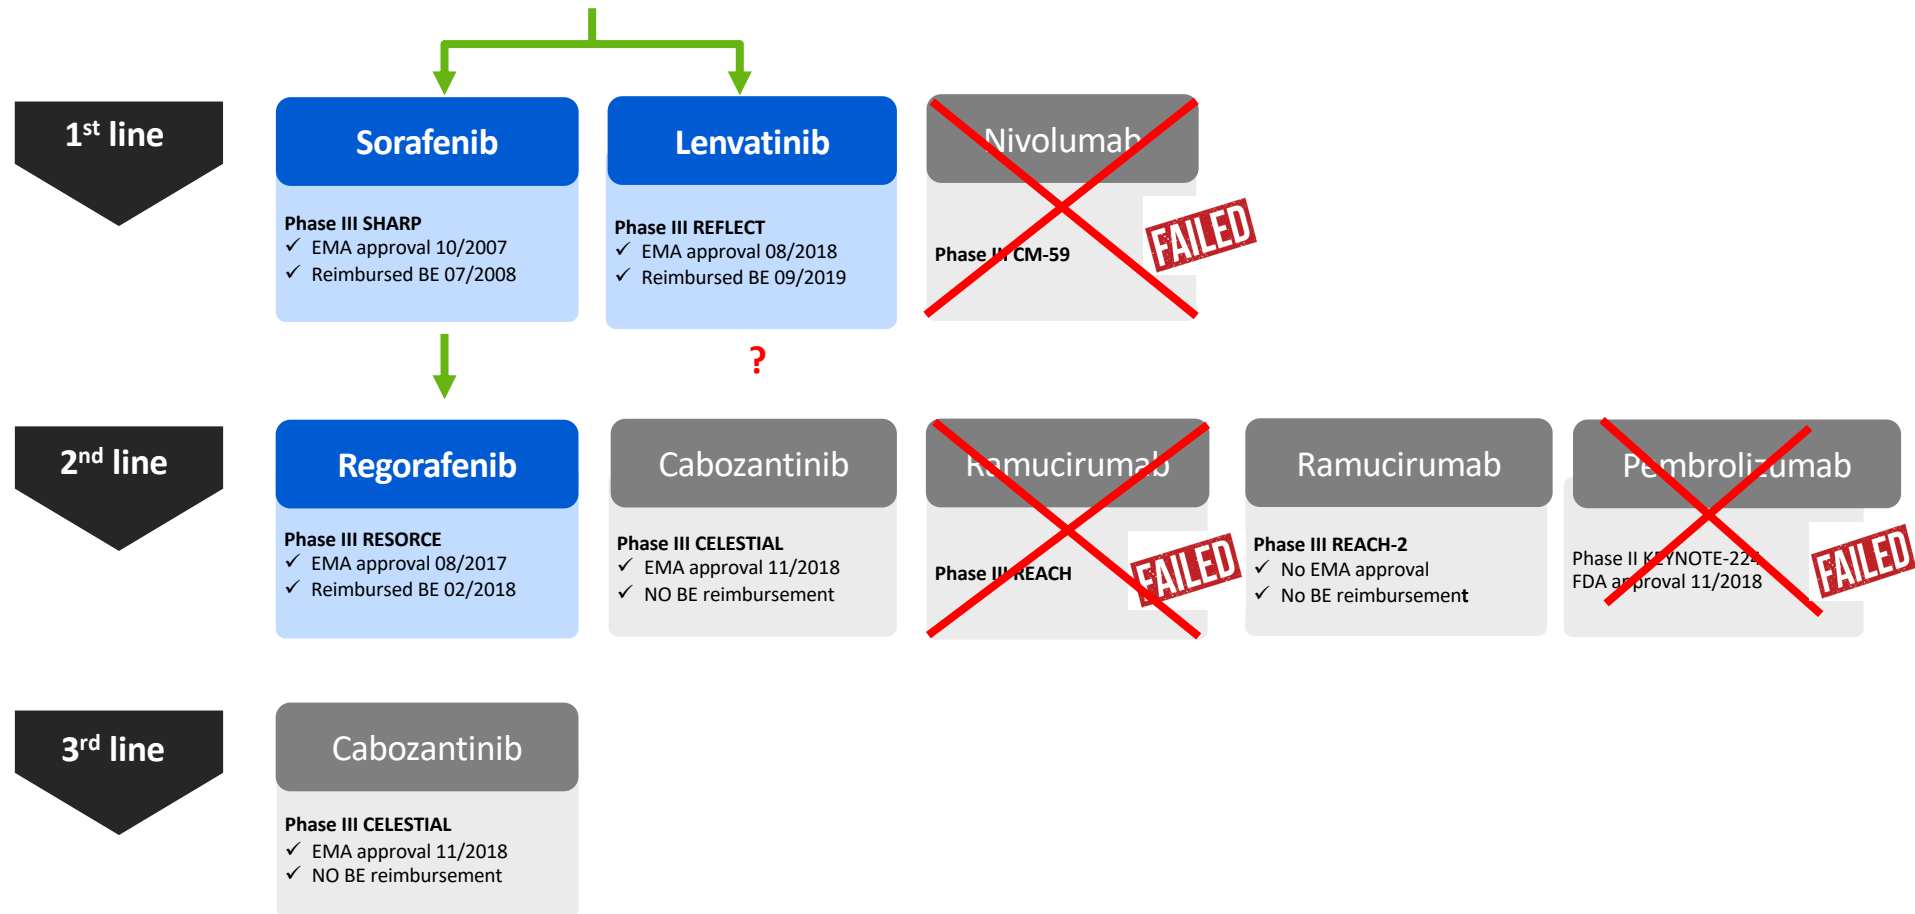 1st line
Sorafenib
Phase III SHARP
✓ EMA approval 10/2007
✓ Reimbursed BE 07/2008
Lenvatinib
Phase III REFLECT
✓ EMA approval 08/2018
✓ Reimbursed BE 09/2019
Nivolumab
Phase III CM-59
FAILED
?
2nd line
Regorafenib
Phase III RESORCE
✓ EMA approval 08/2017
✓ Reimbursed BE 02/2018
Cabozantinib
Phase III CELESTIAL
✓ EMA approval 11/2018
✓ NO BE reimbursement
Ramucirumab
Phase III REACH
FAILED
Ramucirumab
Phase III REACH-2
✓ No EMA approval
✓ No BE reimbursement
Pembrolizumab
Phase II KEYNOTE-224
FDA approval 11/2018
FAILED
3rd line
Cabozantinib
Phase III CELESTIAL
✓ EMA approval 11/2018
✓ NO BE reimbursement